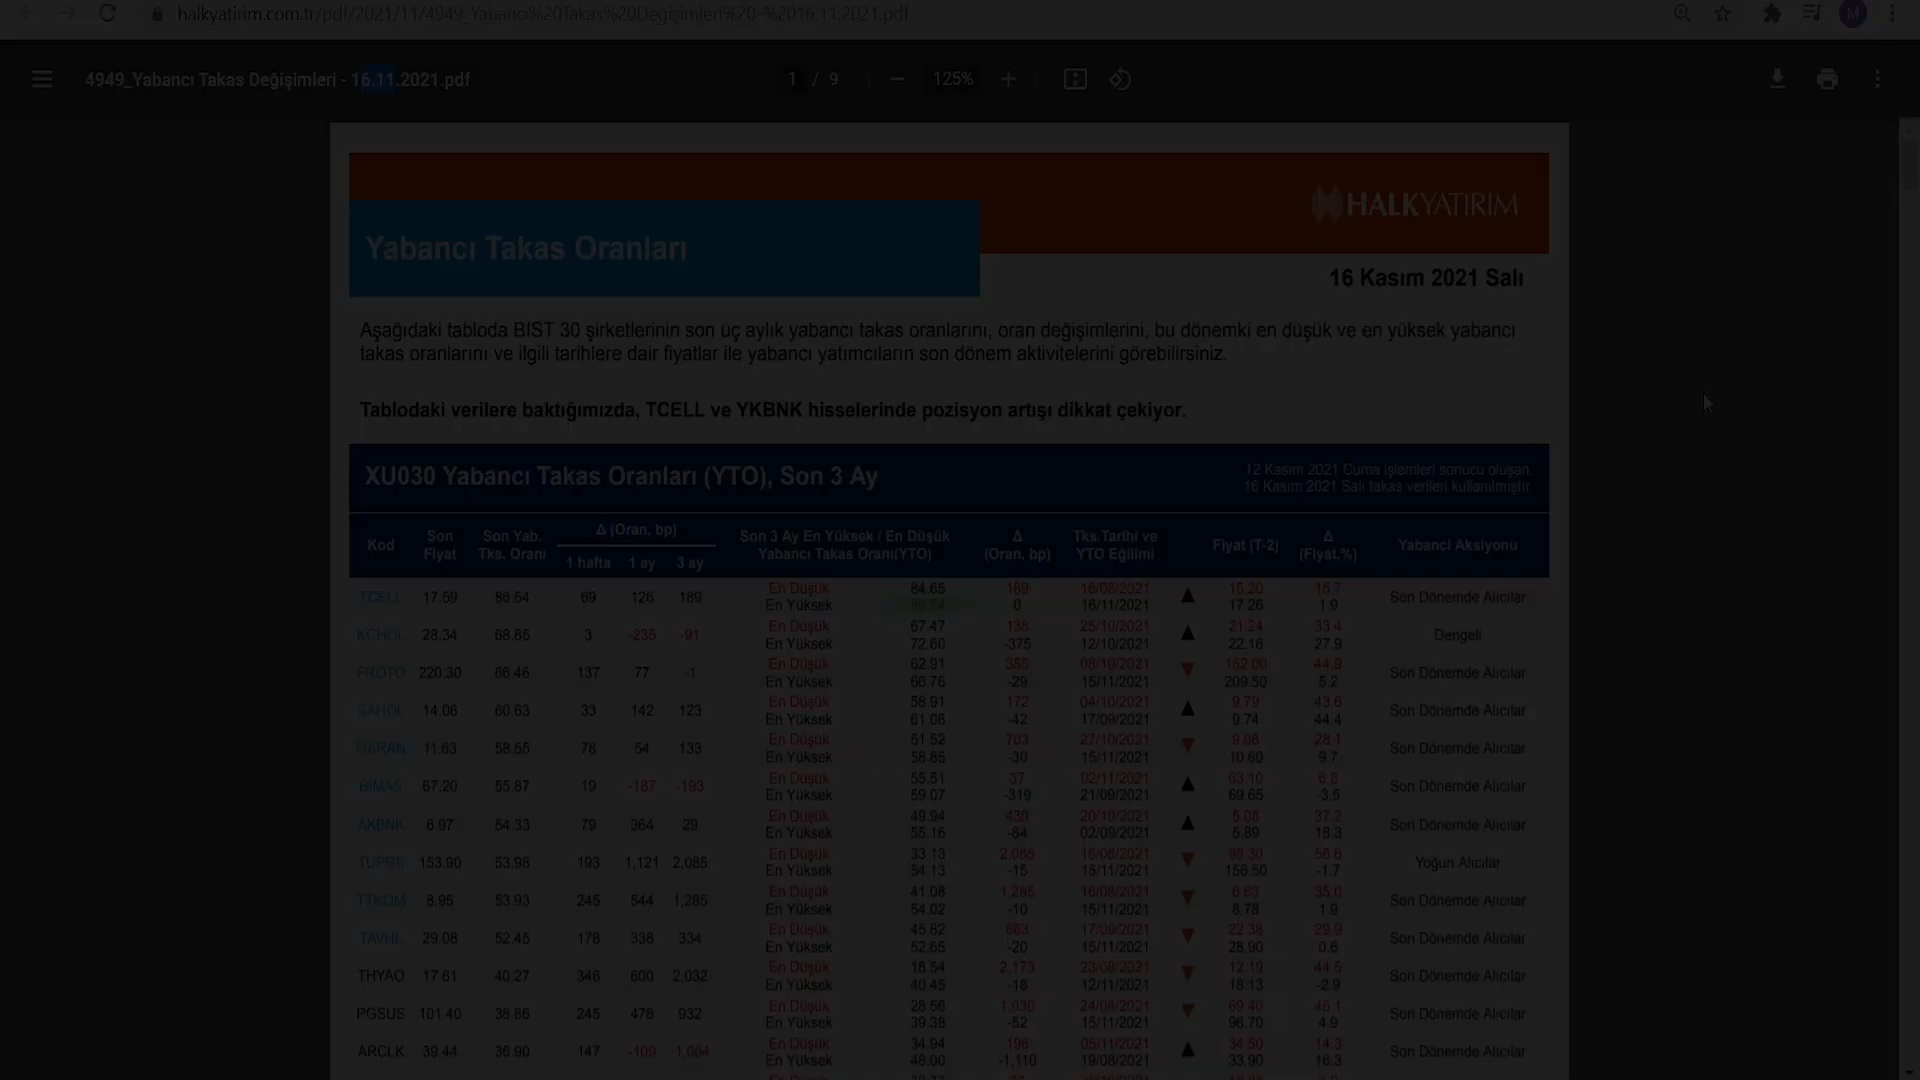 halkyatirim.com.tr/pdf/2021/11/4949_Yabancı%20Takas%20Değişimleri%20-%2016.11.2021.pdf
M
4949_Yabancı Takas Değişimleri - 16.11.2021.pdf
1 / 9
125%
HALKYATIRIM
Yabancı Takas Oranları
16 Kasım 2021 Salı
Aşağıdaki tabloda BIST 30 şirketlerinin son üç aylık yabancı takas oranlarını, oran değişimlerini, bu dönemki en düşük ve en yüksek yabancı
takas oranlarını ve ilgili tarihlere dair fiyatlar ile yabancı yatımcıların son dönem aktivitelerini görebilirsiniz.
Tablodaki verilere baktığımızda, TCELL ve YKBNK hisselerinde pozisyon artışı dikkat çekiyor.
XU030 Yabancı Takas Oranları (YTO), Son 3 Ay
12 Kasım 2021 Cuma işlemleri sonucu oluşan,
16 Kasım 2021 Salı takas verileri kullanılmıştır.
Kod Son Fiyat Son Yab. Tks. Oranı Δ (Oran, bp) 1 hafta 1 ay 3 ay Son 3 Ay En Yüksek / En Düşük Yabancı Takas Oranı(YTO) Δ (Oran, bp) Tks.Tarihi ve YTO Eğilimi Fiyat (T-2) Δ (Fiyat,%) Yabancı Aksiyonu
En Düşük 84.65 189 16/08/2021 15.20 15.7
TCELL 17.59 86.54 69 126 189 ▲ Son Dönemde Alıcılar
En Yüksek 86.54 0 16/11/2021 17.26 1.9
En Düşük 67.47 138 25/10/2021 21.24 33.4
KCHOL 28.34 68.85 3 -235 -91 ▲ Dengeli
En Yüksek 72.60 -375 12/10/2021 22.16 27.9
En Düşük 62.91 355 08/10/2021 152.00 44.9
FROTO 220.30 66.46 137 77 -1 ▼ Son Dönemde Alıcılar
En Yüksek 66.76 -29 15/11/2021 209.50 5.2
En Düşük 58.91 172 04/10/2021 9.79 43.6
SAHOL 14.06 60.63 33 142 123 ▲ Son Dönemde Alıcılar
En Yüksek 61.06 -42 17/09/2021 9.74 44.4
En Düşük 51.52 703 27/10/2021 9.08 28.1
GARAN 11.63 58.55 78 54 133 ▼ Son Dönemde Alıcılar
En Yüksek 58.85 -30 15/11/2021 10.60 9.7
En Düşük 55.51 37 02/11/2021 63.10 6.5
BIMAS 67.20 55.87 19 -187 -193 ▲ Son Dönemde Alıcılar
En Yüksek 59.07 -319 21/09/2021 69.65 -3.5
En Düşük 49.94 439 20/10/2021 5.08 37.2
AKBNK 6.97 54.33 79 364 29 ▲ Son Dönemde Alıcılar
En Yüksek 55.16 -84 02/09/2021 5.89 18.3
En Düşük 33.13 2,085 16/08/2021 98.30 56.6
TUPRS 153.90 53.98 193 1,121 2,085 ▼ Yoğun Alıcılar
En Yüksek 54.13 -15 15/11/2021 156.50 -1.7
En Düşük 41.08 1,285 16/08/2021 6.63 35.0
TTKOM 8.95 53.93 245 544 1,285 ▼ Son Dönemde Alıcılar
En Yüksek 54.02 -10 15/11/2021 8.78 1.9
En Düşük 45.82 663 17/09/2021 22.38 29.9
TAVHL 29.08 52.45 178 338 334 ▼ Son Dönemde Alıcılar
En Yüksek 52.65 -20 15/11/2021 28.90 0.6
En Düşük 18.54 2,173 23/08/2021 12.19 44.5
THYAO 17.61 40.27 346 600 2,032 ▼ Son Dönemde Alıcılar
En Yüksek 40.45 -18 12/11/2021 18.13 -2.9
En Düşük 28.56 1,030 24/08/2021 69.40 46.1
PGSUS 101.40 38.86 245 478 932 ▼ Son Dönemde Alıcılar
En Yüksek 39.38 -52 15/11/2021 96.70 4.9
En Düşük 34.94 196 05/11/2021 34.50 14.3
ARCLK 39.44 36.90 147 -109 1,064 ▲ Son Dönemde Alıcılar
En Yüksek 48.00 -1,110 19/08/2021 33.90 16.3